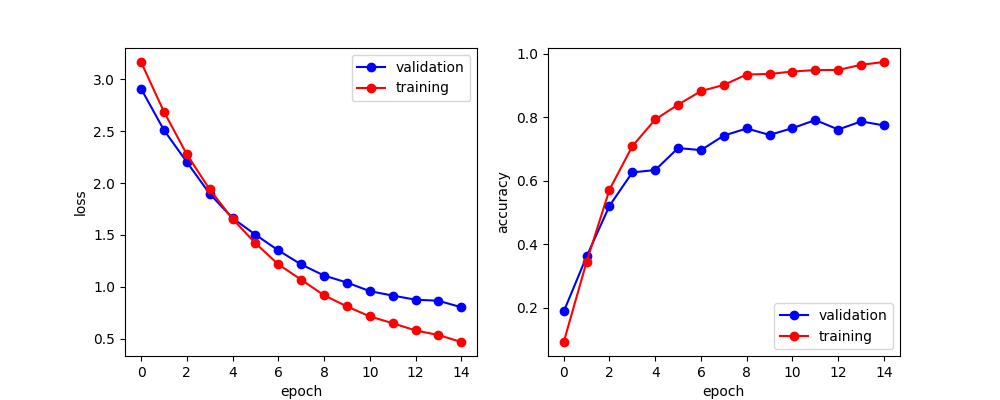 3.0
2.5
2.0
1.5
1.0
0.5
loss
0 2 4 6 8 10 12 14
epoch
validation
training
1.0
0.8
0.6
0.4
0.2
accuracy
0 2 4 6 8 10 12 14
epoch
validation
training